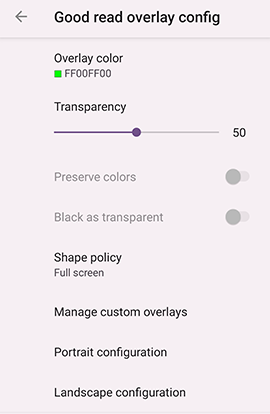 Good read overlay config
Overlay color
FF00FF00
Transparency
50
Preserve colors
Black as transparent
Shape policy
Full screen
Manage custom overlays
Portrait configuration
Landscape configuration